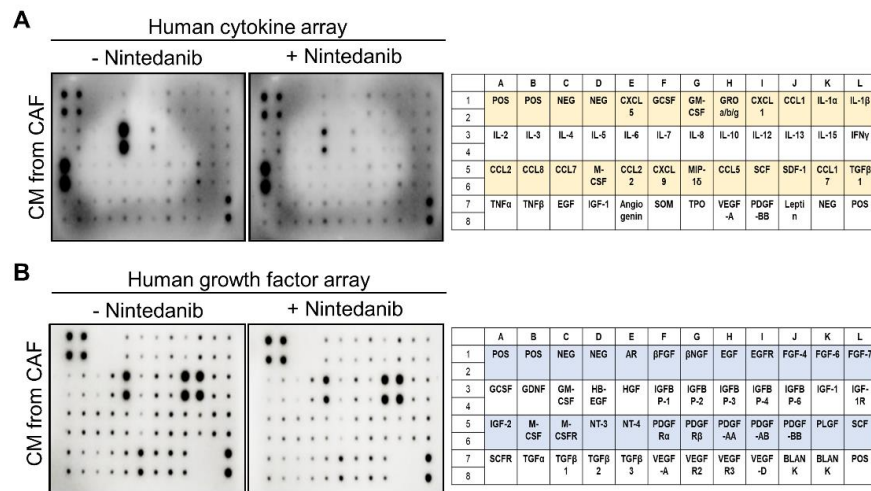 A
Human cytokine array
- Nintedanib + Nintedanib
CM from CAF
A B C D E F G H I J K L
1 POS POS NEG NEG CXCL GCSF GM- GRO CXCL CCL1 IL-1α IL-1β
2 5 CSF a/b/g 1
3 IL-2 IL-3 IL-4 IL-5 IL-6 IL-7 IL-8 IL-10 IL-12 IL-13 IL-15 IFNγ
4
5 CCL2 CCL8 CCL7 M- CCL2 CXCL MIP- CCL5 SCF SDF-1 CCL1 TGFβ
6 CSF 2 9 1δ 7 1
7 TNFα TNFβ EGF IGF-1 Angio SOM TPO VEGF PDGF Lepti NEG POS
8 genin -A -BB n
B
Human growth factor array
- Nintedanib + Nintedanib
CM from CAF
A B C D E F G H I J K L
1 POS POS NEG NEG AR βFGF βNGF EGF EGFR FGF-4 FGF-6 FGF-7
2
3 GCSF GDNF GM- HB- HGF IGFB IGFB IGFB IGFB IGFB IGF-1 IGF-
4 CSF EGF P-1 P-2 P-3 P-4 P-6 1R
5 IGF-2 M- M- NT-3 NT-4 PDGF PDGF PDGF PDGF PDGF PLGF SCF
6 CSF CSFR Rα Rβ -AA -AB -BB
7 SCFR TGFα TGFβ TGFβ TGFβ VEGF VEGF VEGF VEGF BLAN BLAN POS
8 1 2 3 -A R2 R3 -D K K